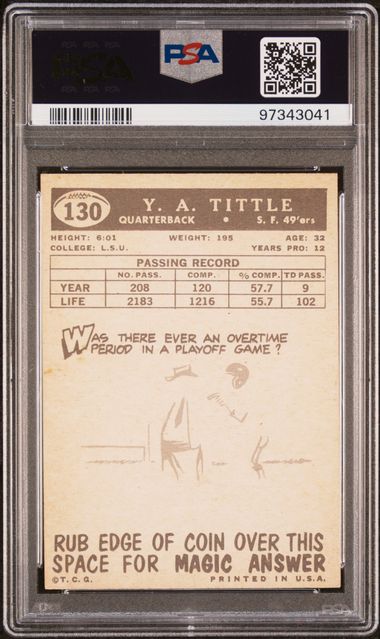 PSA
PSA
97343041
130
Y. A. TITTLE
QUARTERBACK • S. F. 49'ers
HEIGHT: 6:01 WEIGHT: 195 AGE: 32
COLLEGE: L.S.U. YEARS PRO: 12
PASSING RECORD
NO. PASS. COMP. % COMP. TD PASS.
YEAR 208 120 57.7 9
LIFE 2183 1216 55.7 102
WAS THERE EVER AN OVERTIME
PERIOD IN A PLAYOFF GAME?
RUB EDGE OF COIN OVER THIS
SPACE FOR MAGIC ANSWER
©T.C.G. PRINTED IN U.S.A.